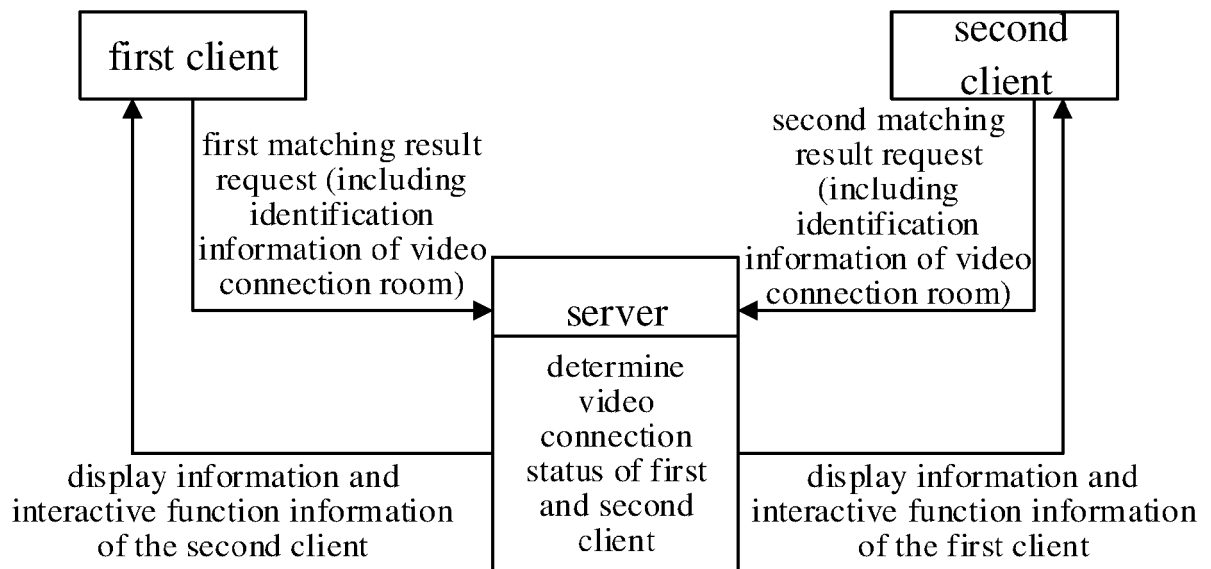 first client
second
client
first matching result
request (including
identification
information of video
connection room)
second matching
result request
(including
identification
information of video
connection room)
server
determine
video
connection
status of first
and second
client
display information and
interactive function information
of the second client
display information and
interactive function information
of the first client